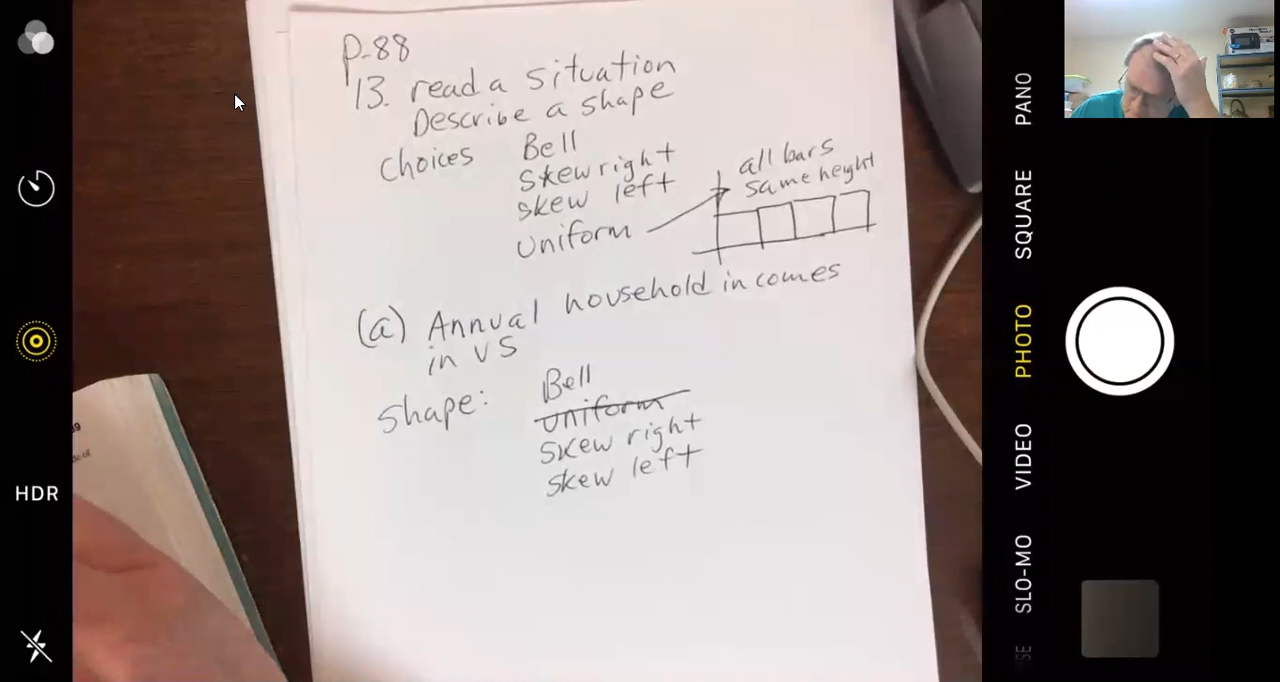 P.88
13. read a situation
Describe a shape
choices Bell
skew right
skew left
uniform
all bars
same height
(a) Annual household incomes
in US
shape: Bell
uniform
skew right
skew left
HDR
PANO
SQUARE
PHOTO
VIDEO
SLO-MO
SE